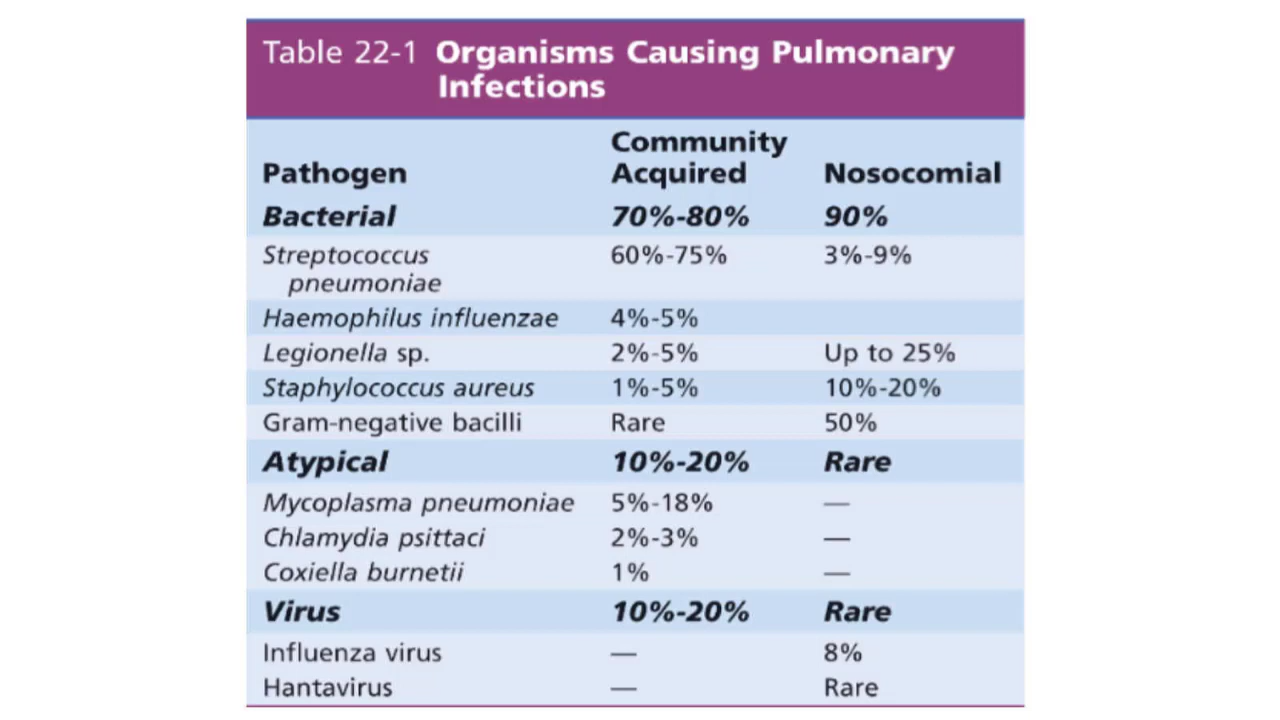 Table 22-1 Organisms Causing Pulmonary
Infections
Community
Pathogen Acquired Nosocomial
Bacterial 70%-80% 90%
Streptococcus 60%-75% 3%-9%
pneumoniae
Haemophilus influenzae 4%-5%
Legionella sp. 2%-5% Up to 25%
Staphylococcus aureus 1%-5% 10%-20%
Gram-negative bacilli Rare 50%
Atypical 10%-20% Rare
Mycoplasma pneumoniae 5%-18% —
Chlamydia psittaci 2%-3% —
Coxiella burnetii 1% —
Virus 10%-20% Rare
Influenza virus — 8%
Hantavirus — Rare